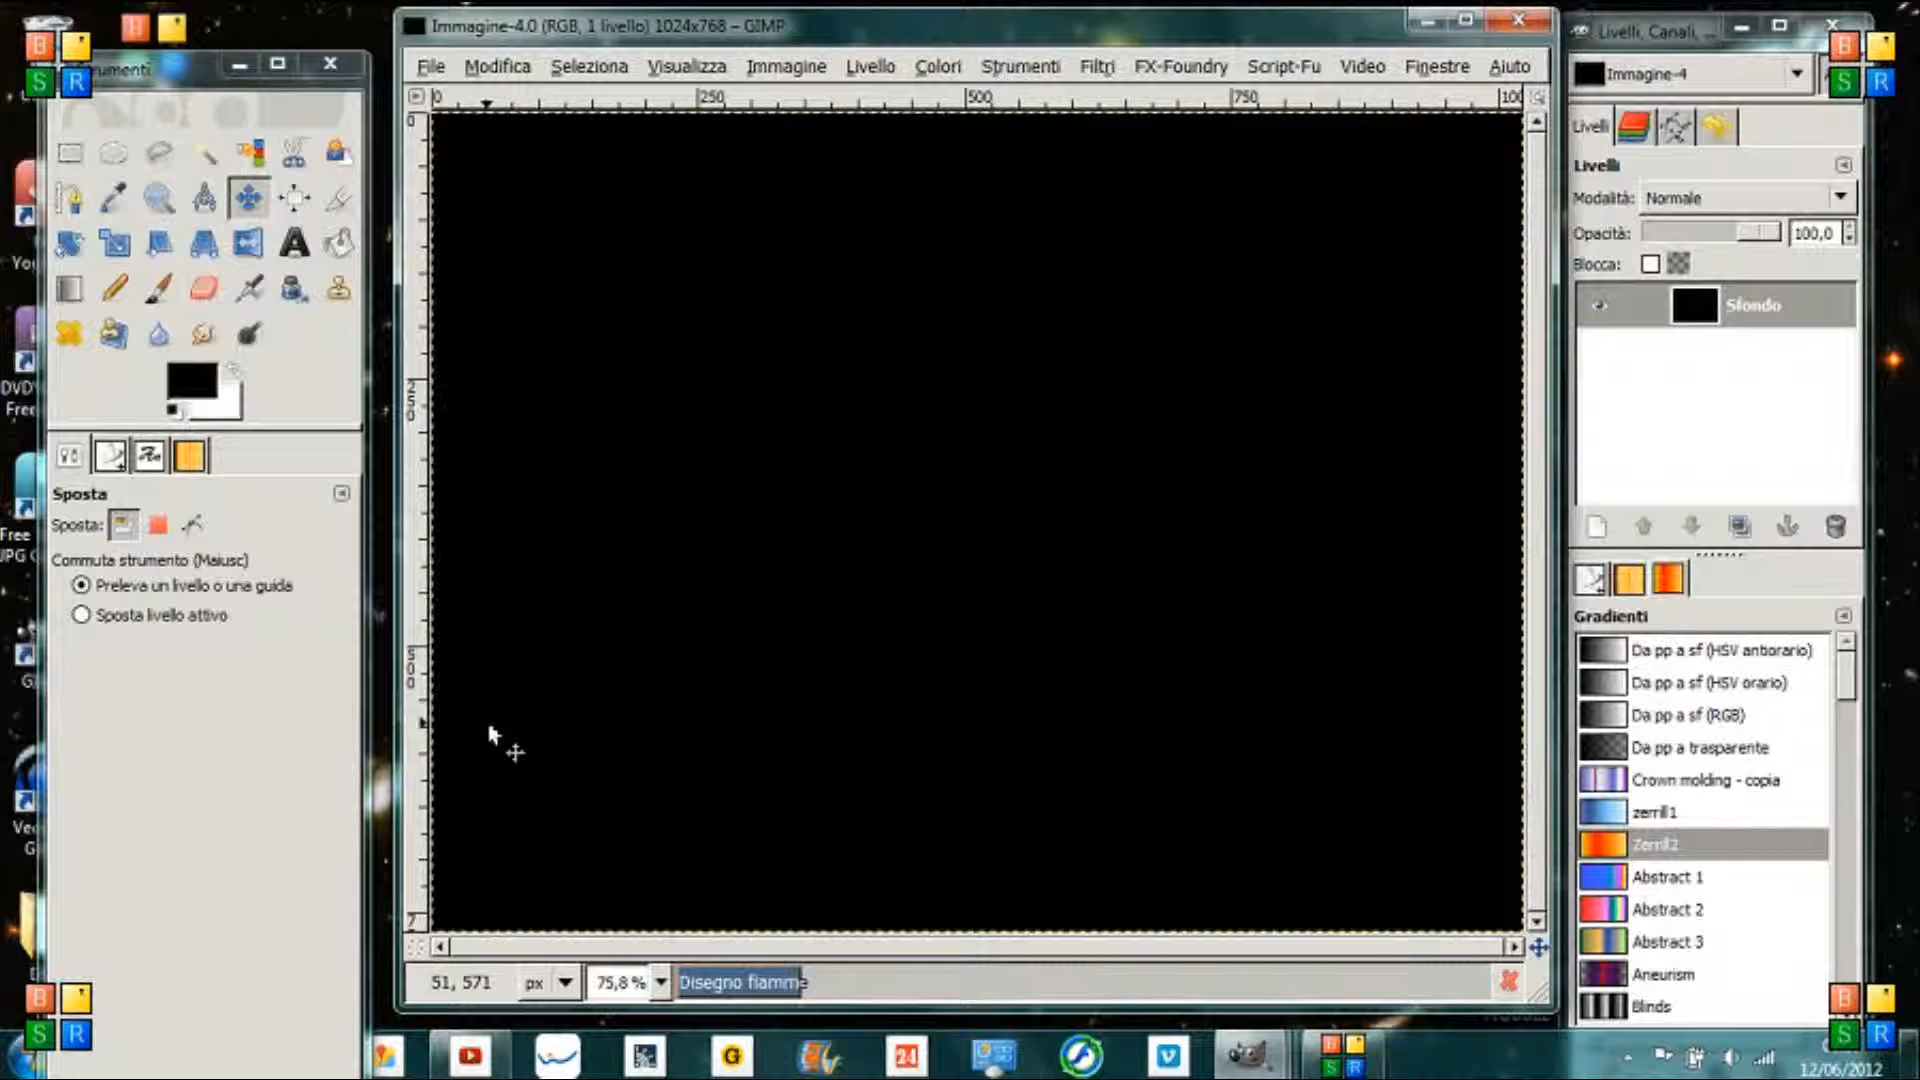 Immagine-4.0 (RGB, 1 livello) 1024x768 – GIMP
File Modifica Seleziona Visualizza Immagine Livello Colori Strumenti Filtri FX-Foundry Script-Fu Video Finestre Aiuto
0 250 500 750
Livelli, Canali, ...
Immagine-4
Livelli
Livelli
Modalità: Normale
Opacità: 100,0
Blocca:
Sfondo
Sposta
Sposta:
Commuta strumento (Maiusc)
Preleva un livello o una guida
Sposta livello attivo
Gradienti
Da pp a sf (HSV antiorario)
Da pp a sf (HSV orario)
Da pp a sf (RGB)
Da pp a trasparente
Crown molding - copia
zerrill1
Zerrill2
Abstract 1
Abstract 2
Abstract 3
Aneurism
Blinds
51, 571 px 75,8 % Disegno fiamme
B
S R
B
S R
B
S R
B
S R
Free
JPG
24
12/06/2012